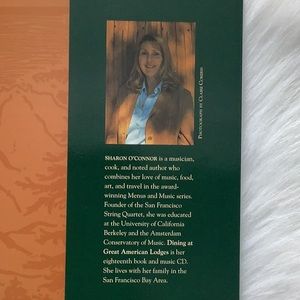 PHOTOGRAPH BY CLAIRE CURRAN
SHARON O'CONNOR is a musician,
cook, and noted author who
combines her love of music, food,
art, and travel in the award-
winning Menus and Music series.
Founder of the San Francisco
String Quartet, she was educated
at the University of California
Berkeley and the Amsterdam
Conservatory of Music. Dining at
Great American Lodges is her
eighteenth book and music CD.
She lives with her family in the
San Francisco Bay Area.